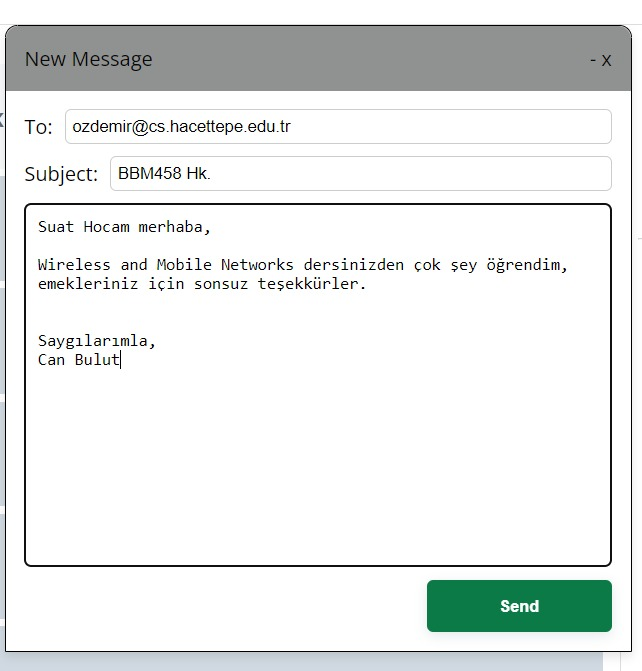 New Message
- x
To: ozdemir@cs.hacettepe.edu.tr
Subject: BBM458 Hk.
Suat Hocam merhaba,
Wireless and Mobile Networks dersinizden çok şey öğrendim,
emekleriniz için sonsuz teşekkürler.
Saygılarımla,
Can Bulut
Send